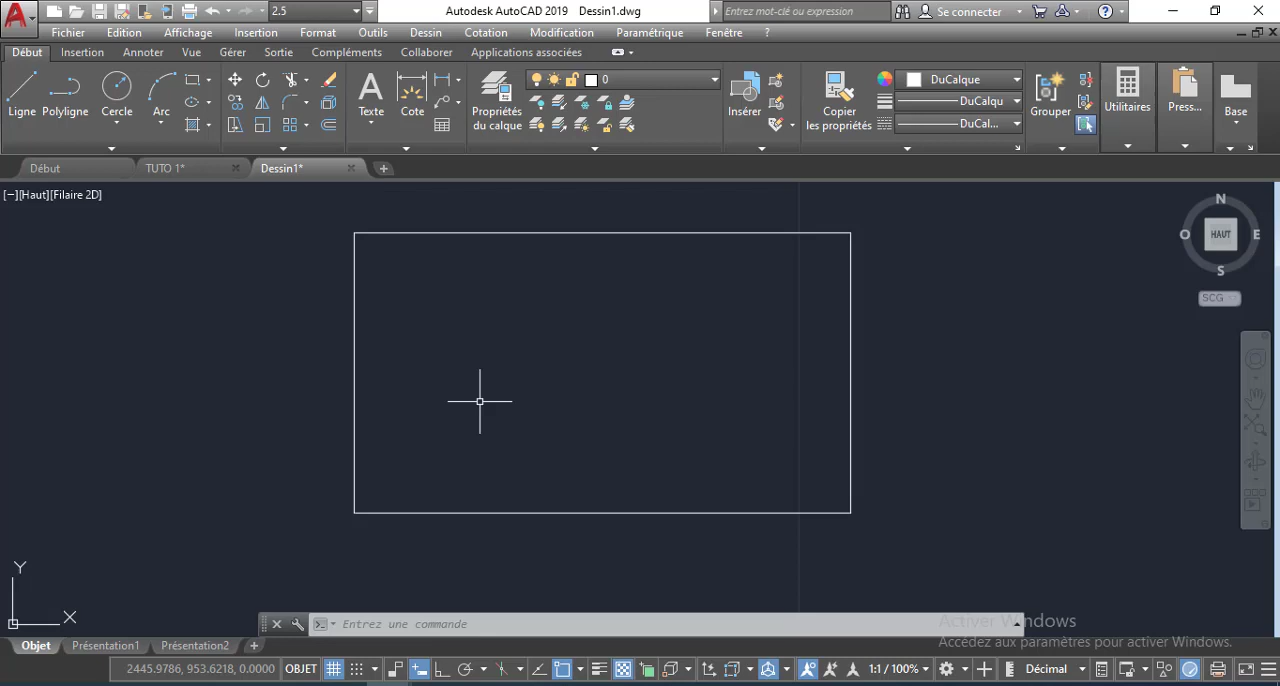 2.5 Autodesk AutoCAD 2019 Dessin1.dwg Entrez mot-clé ou expression Se connecter ?
Fichier Edition Affichage Insertion Format Outils Dessin Cotation Modification Paramétrique Fenêtre ?
Début Insertion Annoter Vue Gérer Sortie Compléments Collaborer Applications associées
0 DuCalque
DuCalqu
DuCal...
Ligne Polyligne Cercle Arc Texte Cote Propriétés du calque Insérer Copier les propriétés Grouper Utilitaires Press... Base
Début TUTO 1* Dessin1* +
[−][Haut][Filaire 2D]
N
O HAUT E
S
SCG
Y
X
Entrez une commande
Activer Windows
Accédez aux paramètres pour activer Windows.
Objet Présentation1 Présentation2 +
2445.9786, 953.6218, 0.0000 OBJET 1:1 / 100% Décimal